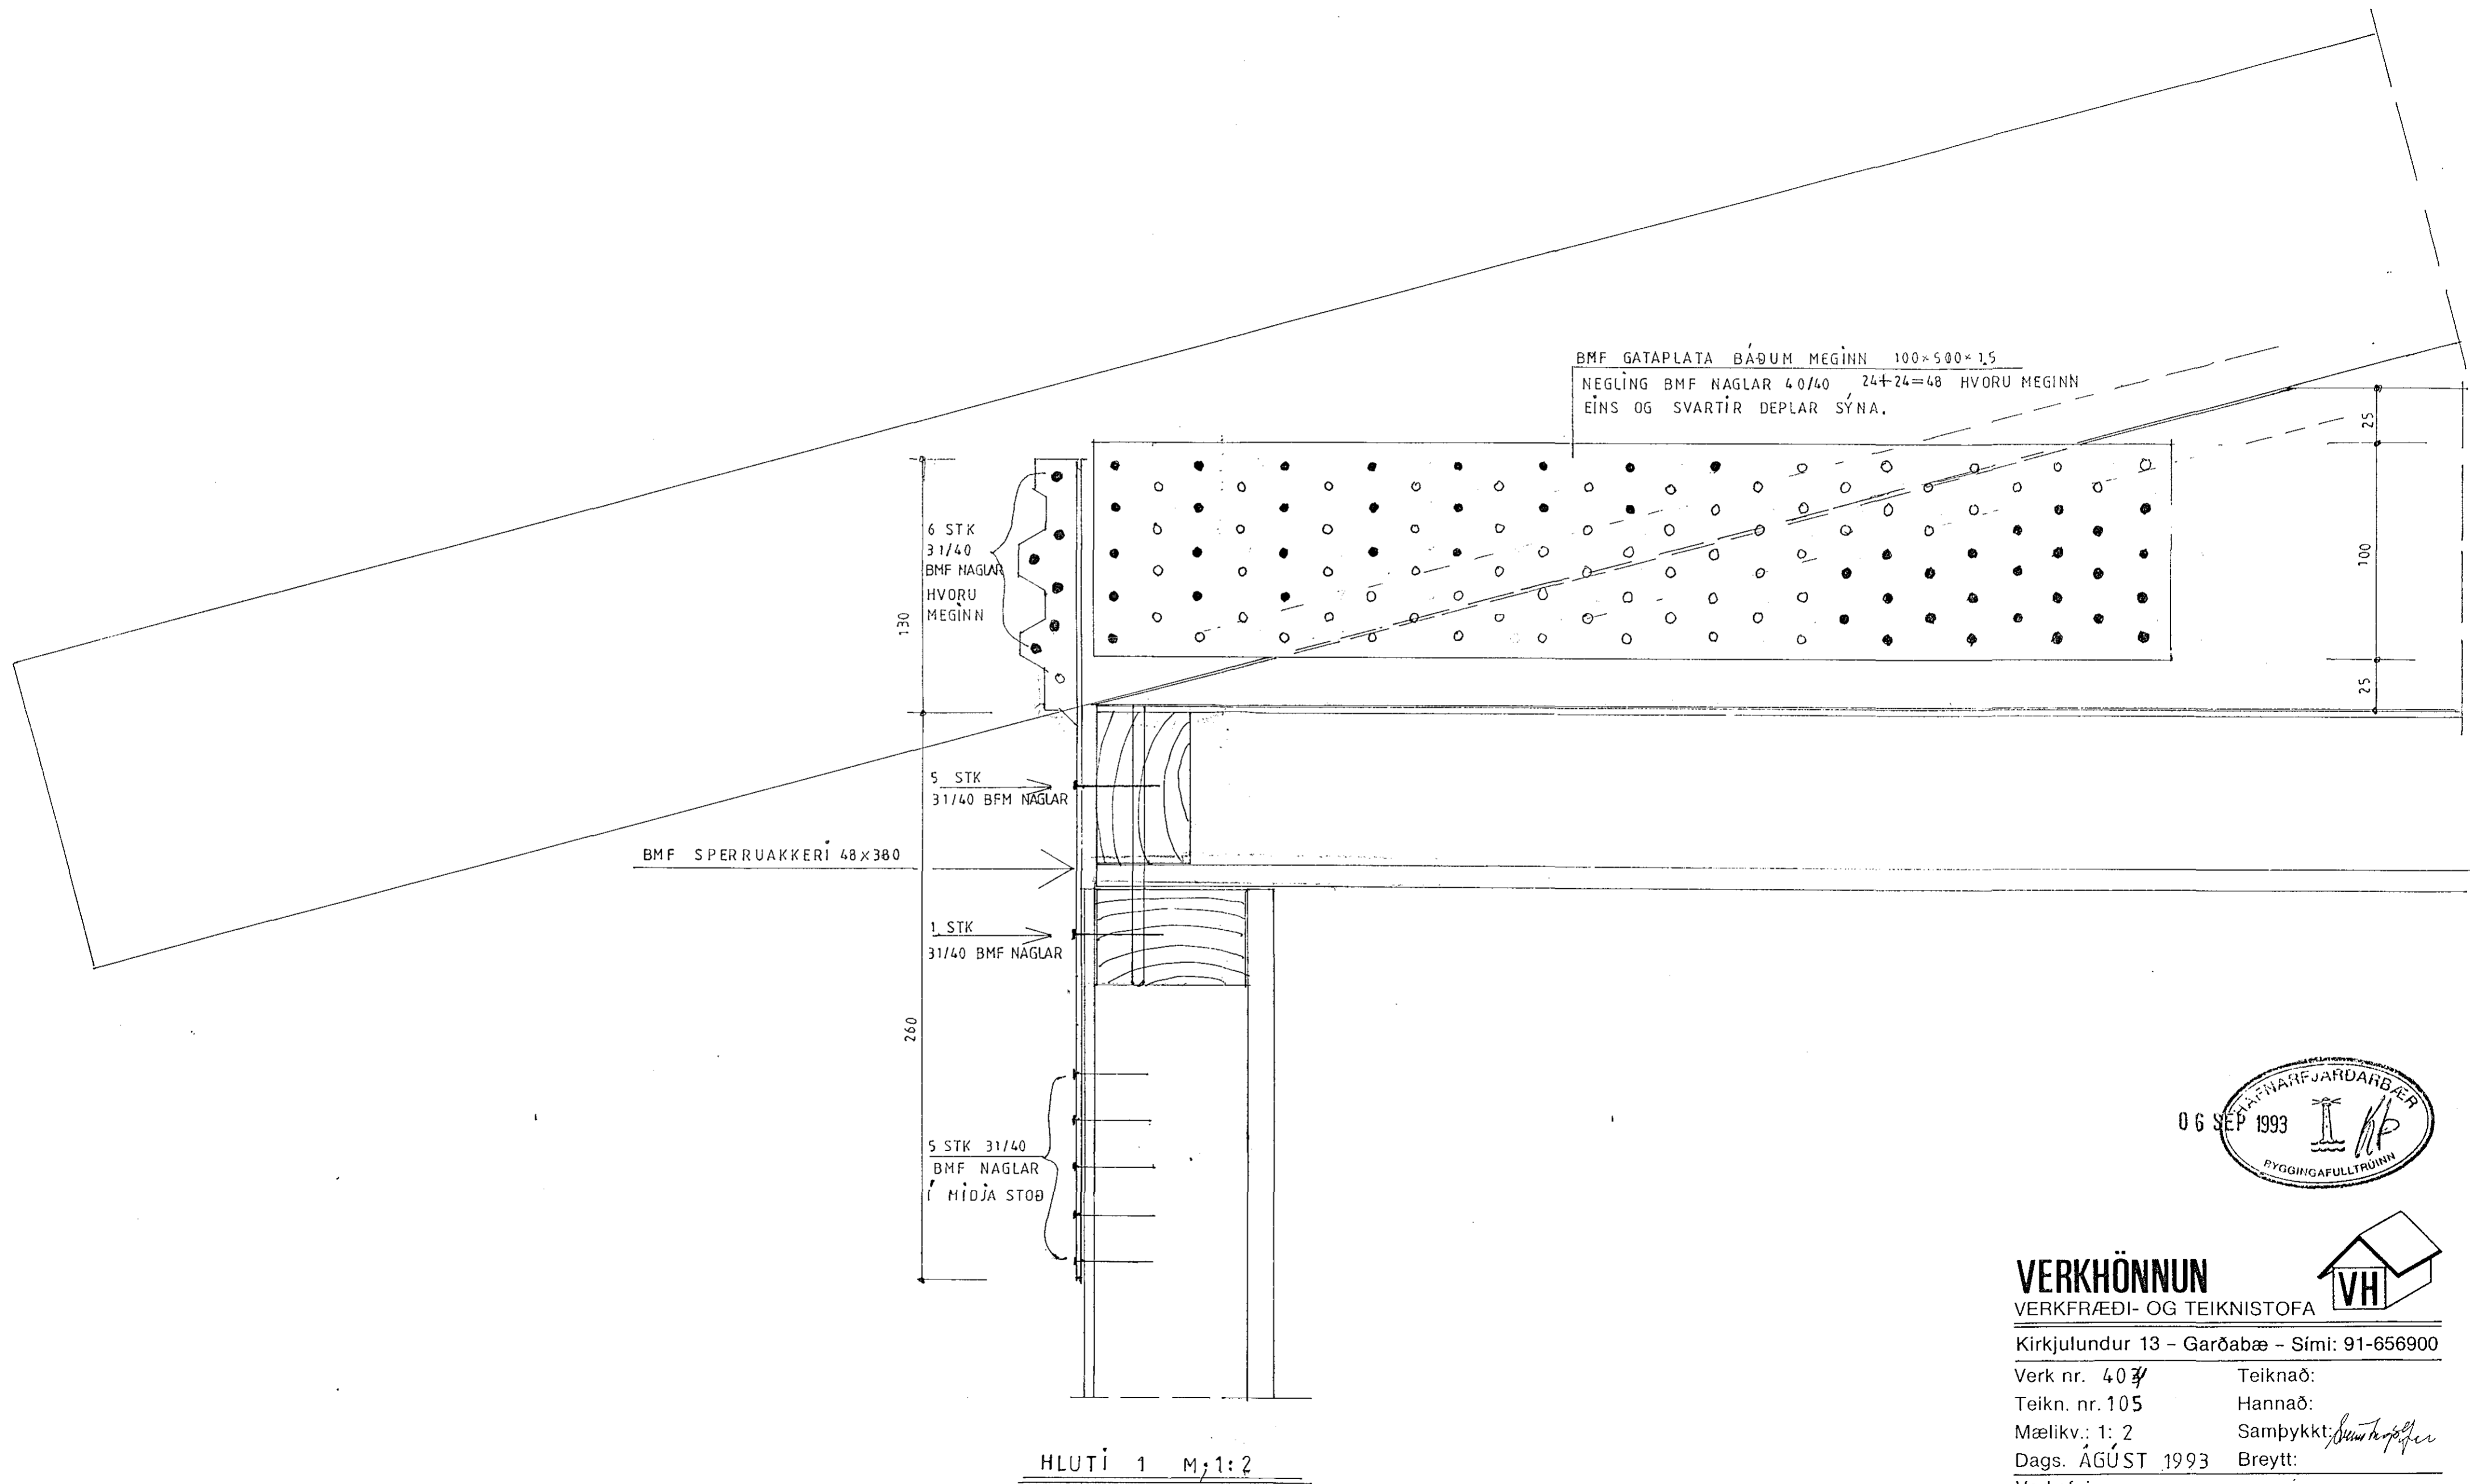 BMF GATAPLATA BÁÐUM MEGINN 100×500×1,5
NEGLING BMF NAGLAR 40/40 24+24=48 HVORU MEGINN
EINS OG SVARTIR DEPLAR SÝNA.
25
100
25
6 STK
31/40
BMF NAGLAR
HVORU
MEGINN
130
5 STK
31/40 BFM NAGLAR
BMF SPERRUAKKERI 48×380
1 STK
31/40 BMF NAGLAR
260
5 STK 31/40
BMF NAGLAR
Í MIÐJA STOÐ
HAFNARFJARÐARBÆR
06 SEP 1993
BYGGINGAFULLTRÚINN
VERKHÖNNUN
VH
VERKFRÆÐI- OG TEIKNISTOFA
Kirkjulundur 13 – Garðabæ – Sími: 91-656900
Verk nr. Teiknað:
Teikn. nr. 105 Hannað:
Mælikv.: 1:2 Samþykkt:
Dags. ÁGÚST 1993 Breytt:
HLUTI 1 M;1:2